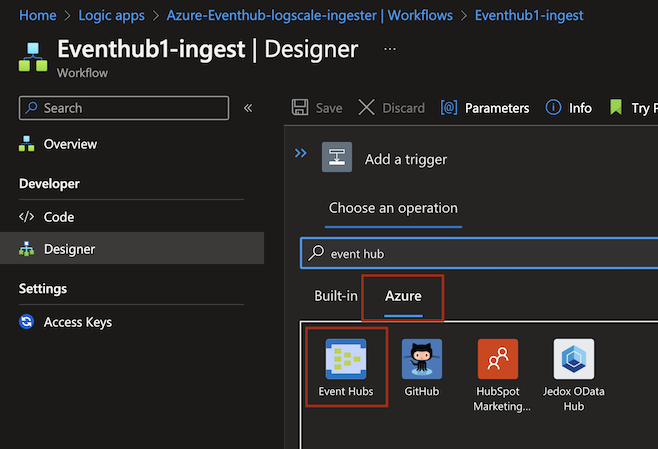 Home > Logic apps > Azure-Eventhub-logscale-ingester | Workflows > Eventhub1-ingest
Eventhub1-ingest | Designer ...
Workflow
Search «
Save Discard [@] Parameters Info Try P
Overview
Developer
</> Code
Designer
Settings
Access Keys
» Add a trigger
Choose an operation
event hub
Built-in Azure
Event Hubs
GitHub
HubSpot
Marketing...
Jedox OData
Hub